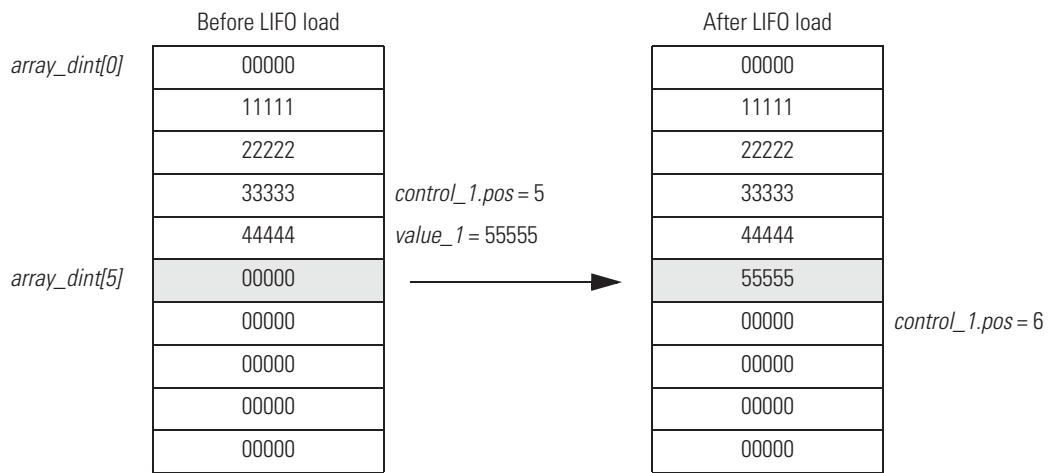 Before LIFO load After LIFO load
array_dint[0] 00000 00000
11111 11111
22222 22222
33333 control_1.pos = 5 33333
44444 value_1 = 55555 44444
array_dint[5] 00000 55555
00000 00000 control_1.pos = 6
00000 00000
00000 00000
00000 00000